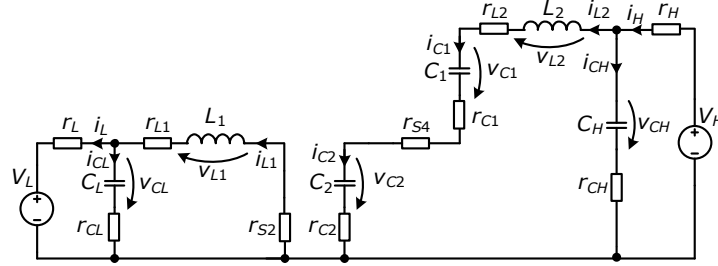 r_L2 L_2 i_L2 i_H r_H
i_C1 v_L2
C_1 v_C1 i_CH
r_C1 C_H v_CH V_H
r_L i_L r_L1 L_1 r_S4
i_CL v_L1 i_L1 i_C2 r_CH
V_L C_L v_CL C_2 v_C2
r_CL r_S2 r_C2